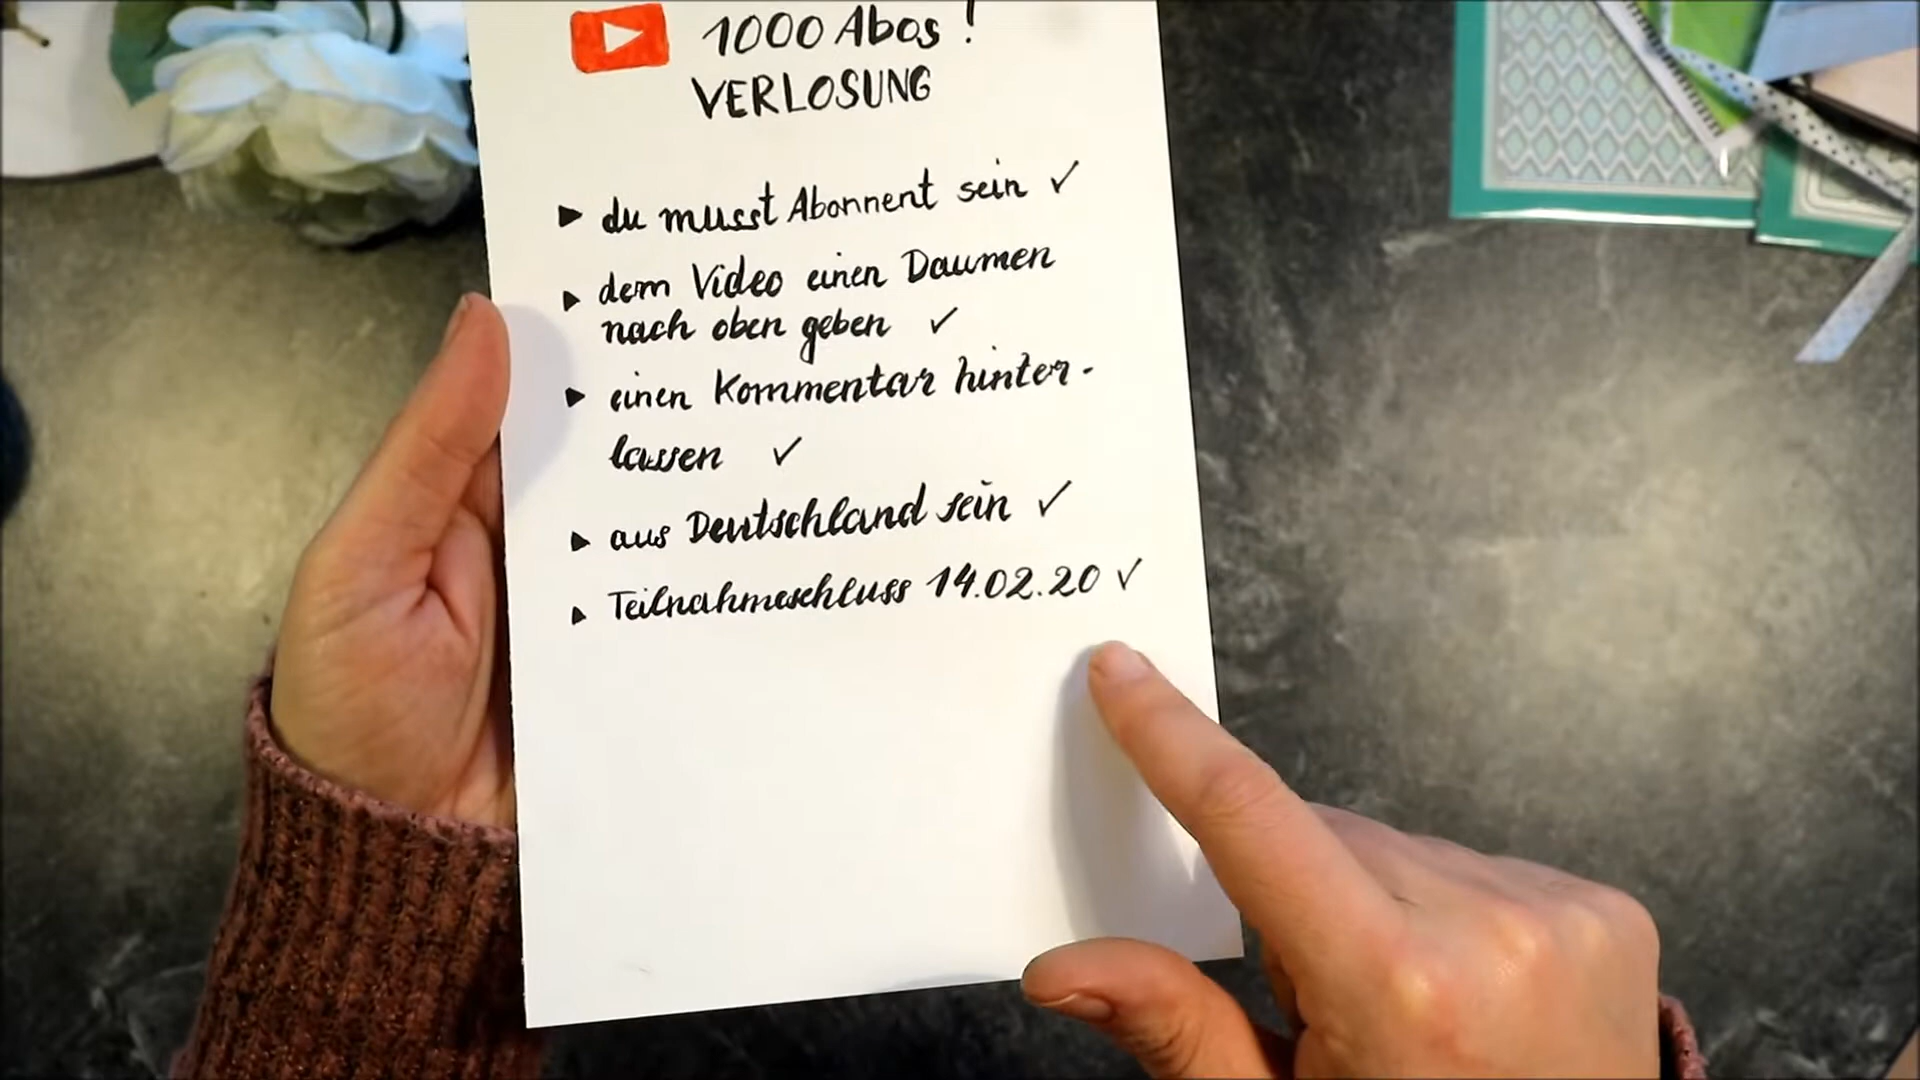 1000 Abos !
VERLOSUNG
du musst Abonnent sein ✓
dem Video einen Daumen
nach oben geben ✓
einen Kommentar hinter-
lassen ✓
aus Deutschland sein ✓
Teilnahmeschluss 14.02.20 ✓